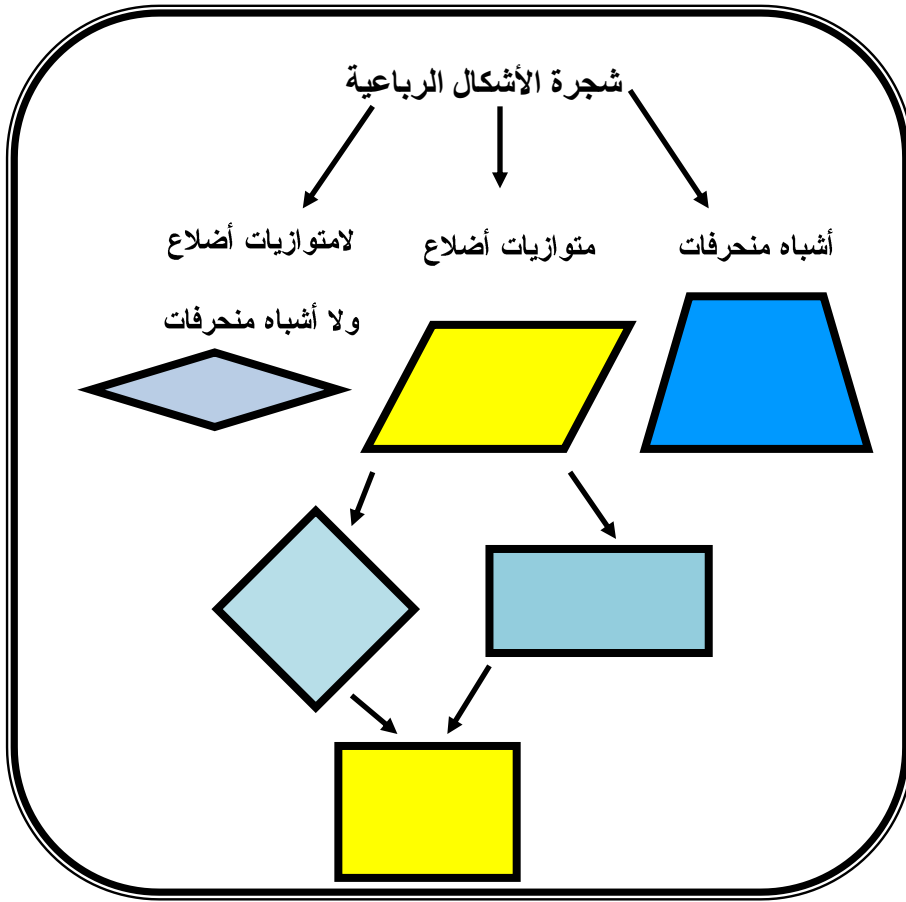 شجرة الأشكال الرباعية
أشباه منحرفات
متوازيات أضلاع
لامتوازيات أضلاع
ولا أشباه منحرفات